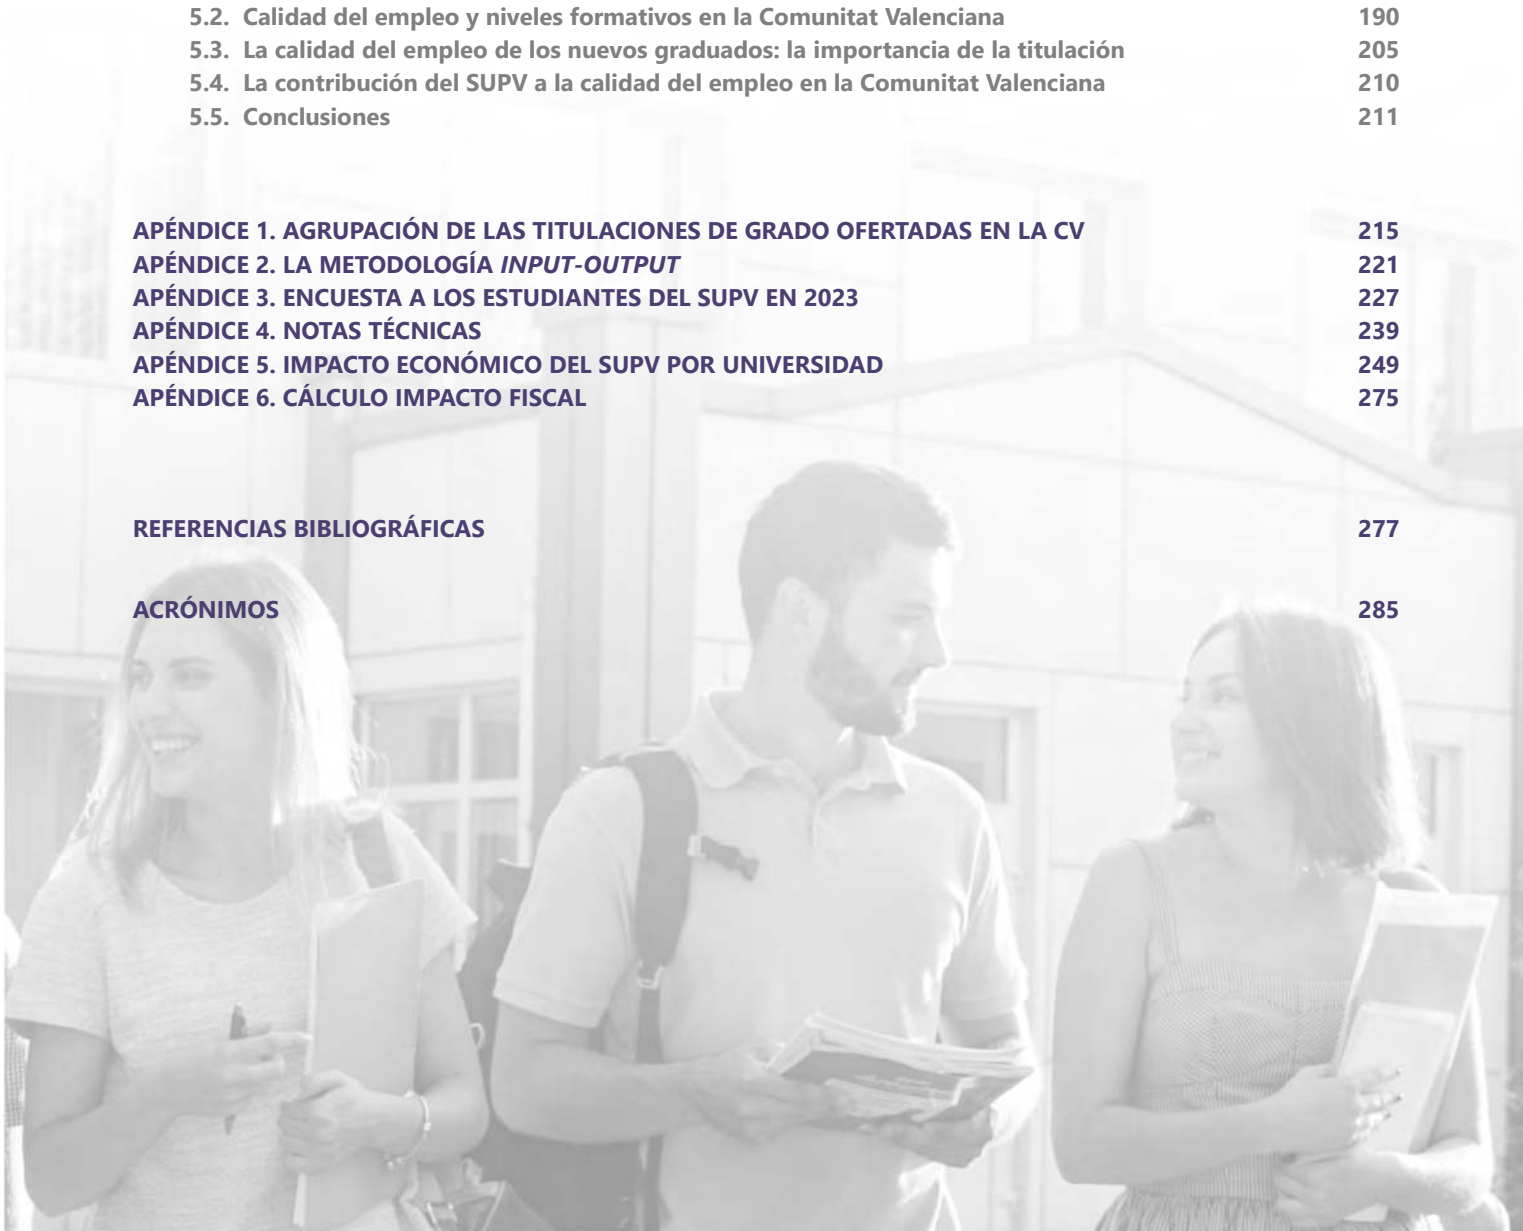 5.2. Calidad del empleo y niveles formativos en la Comunitat Valenciana 190
5.3. La calidad del empleo de los nuevos graduados: la importancia de la titulación 205
5.4. La contribución del SUPV a la calidad del empleo en la Comunitat Valenciana 210
5.5. Conclusiones 211
APÉNDICE 1. AGRUPACIÓN DE LAS TITULACIONES DE GRADO OFERTADAS EN LA CV 215
APÉNDICE 2. LA METODOLOGÍA INPUT-OUTPUT 221
APÉNDICE 3. ENCUESTA A LOS ESTUDIANTES DEL SUPV EN 2023 227
APÉNDICE 4. NOTAS TÉCNICAS 239
APÉNDICE 5. IMPACTO ECONÓMICO DEL SUPV POR UNIVERSIDAD 249
APÉNDICE 6. CÁLCULO IMPACTO FISCAL 275
REFERENCIAS BIBLIOGRÁFICAS 277
ACRÓNIMOS 285